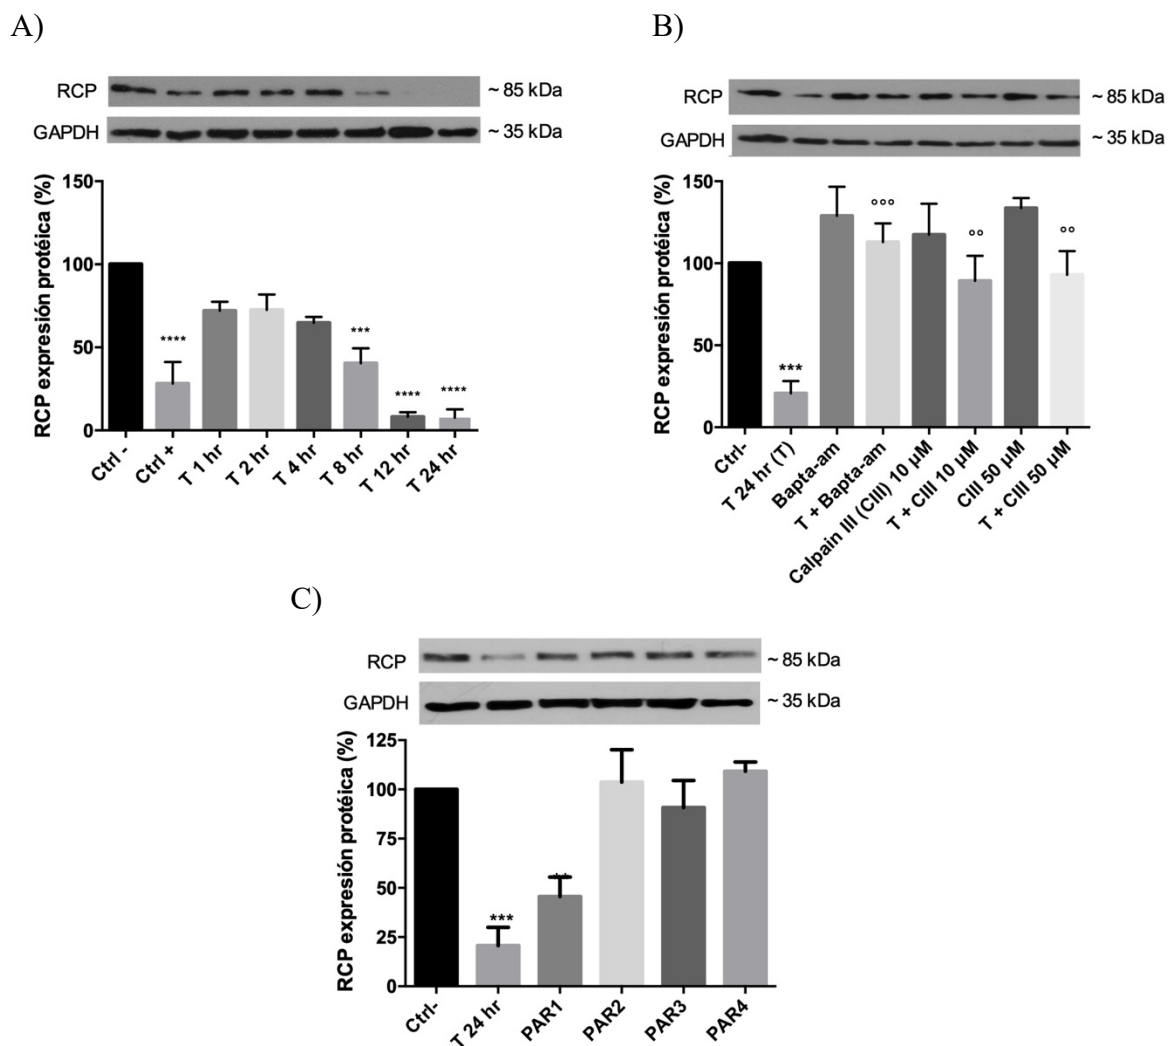 A)
RCP
~ 85 kDa
GAPDH
~ 35 kDa
RCP expresión protéica (%)
150
100
50
0
****
***
****
****
Ctrl -
Ctrl +
T 1 hr
T 2 hr
T 4 hr
T 8 hr
T 12 hr
T 24 hr
B)
RCP
~ 85 kDa
GAPDH
~ 35 kDa
RCP expresión protéica (%)
150
100
50
0
***
°°°
°°
°°
Ctrl-
T 24 hr (T)
Bapta-am
T + Bapta-am
Calpain III (CIII) 10 µM
T + CIII 10 µM
CIII 50 µM
T + CIII 50 µM
C)
RCP
~ 85 kDa
GAPDH
~ 35 kDa
RCP expresión protéica (%)
125
100
75
50
25
0
***
**
Ctrl-
T 24 hr
PAR1
PAR2
PAR3
PAR4